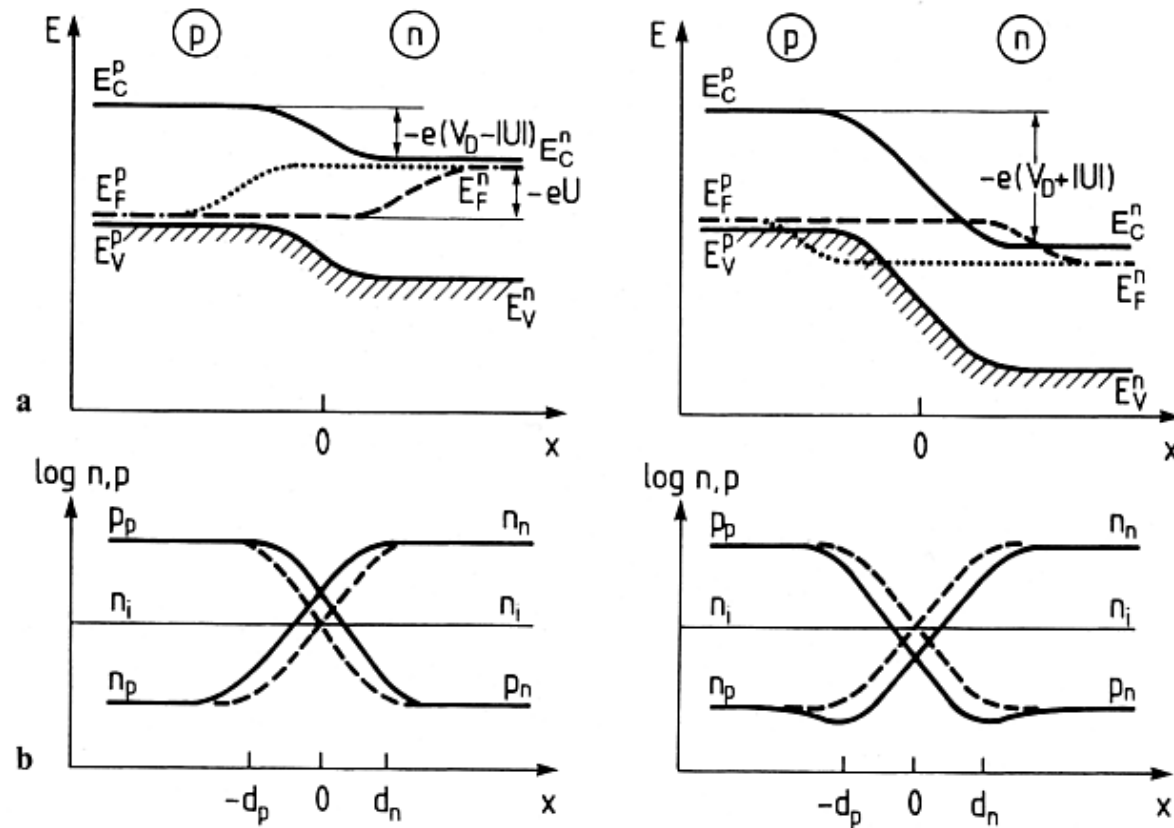 E p n
E_C^p
-e(V_D-|U|)
E_C^n
E_F^p
E_F^n
-eU
E_V^p
E_V^n
a
0 x
E p n
E_C^p
-e(V_D+|U|)
E_F^p
E_C^n
E_V^p
E_F^n
E_V^n
0 x
log n,p
p_p n_n
n_i n_i
n_p p_n
b
-d_p 0 d_n x
log n,p
p_p n_n
n_i n_i
n_p p_n
-d_p 0 d_n x